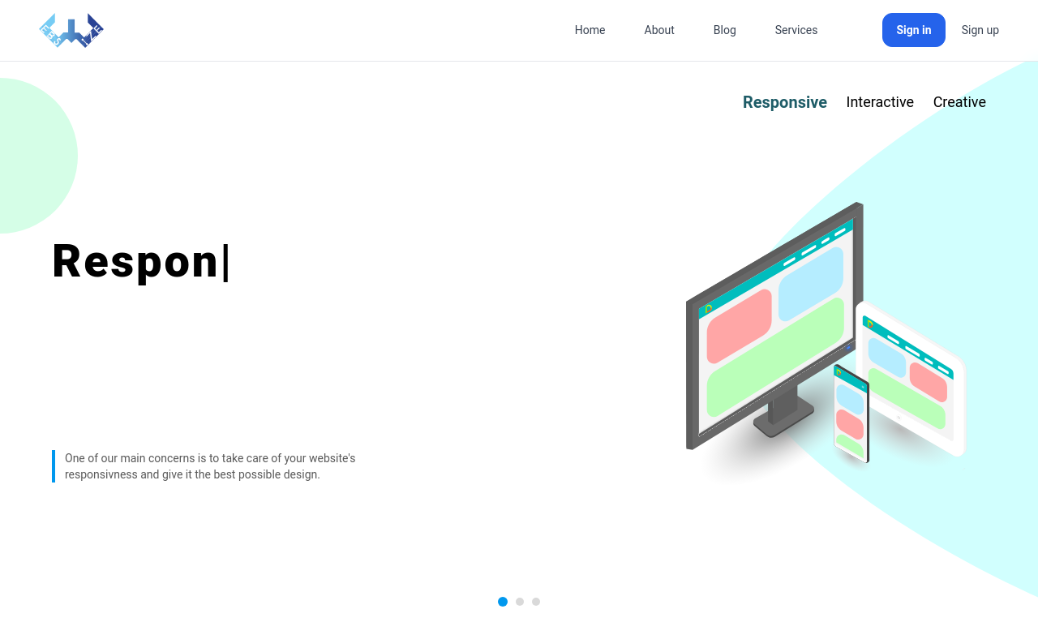 Home About Blog Services Sign in Sign up
Responsive Interactive Creative
Respon
One of our main concerns is to take care of your website's
responsivness and give it the best possible design.